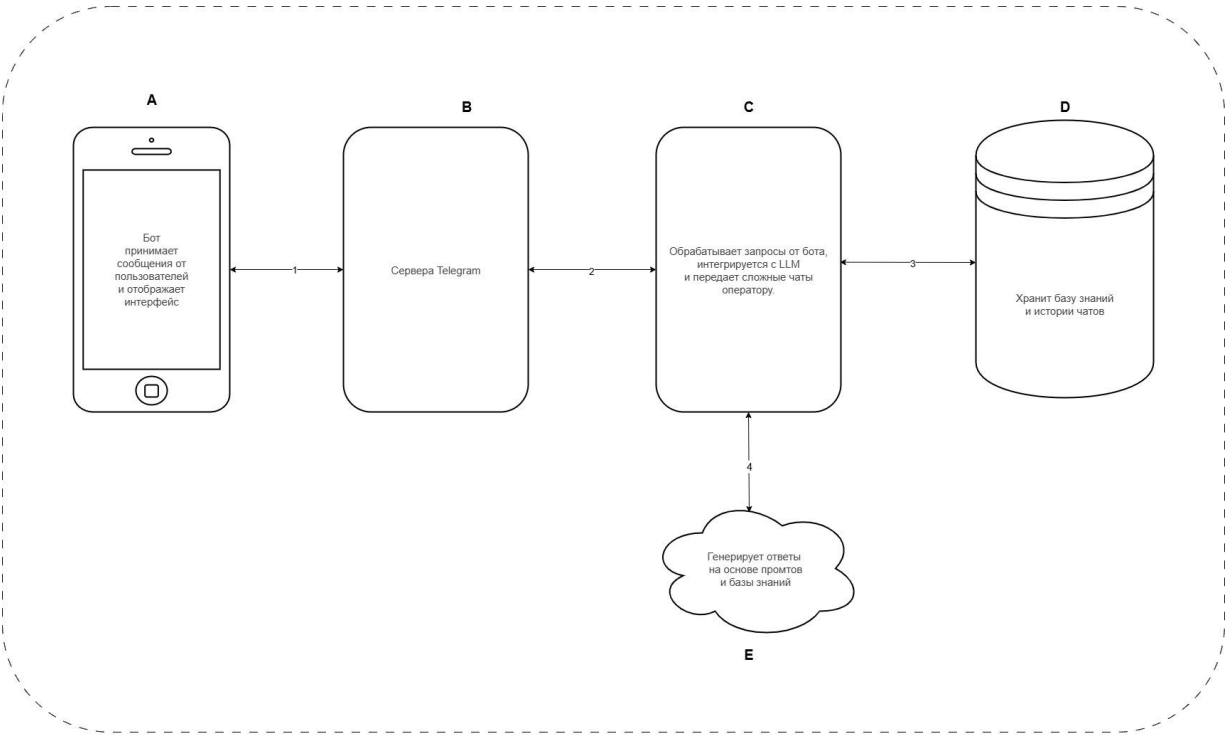 A
B
C
D
Бот
принимает
сообщения от
пользователей
и отображает
интерфейс
1
Сервера Telegram
2
Обрабатывает запросы от бота,
интегрируется с LLM
и передает сложные чаты
оператору.
3
Хранит базу знаний
и истории чатов
4
Генерирует ответы
на основе промтов
и базы знаний
E